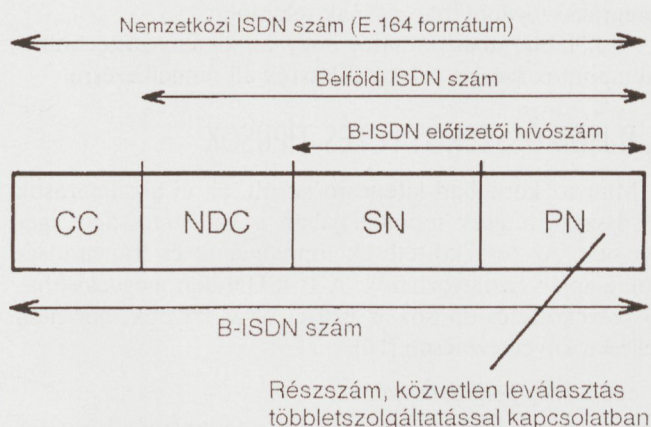 Nemzetközi ISDN szám (E.164 formátum)
Belföldi ISDN szám
B-ISDN előfizetői hívószám
CC NDC SN PN
B-ISDN szám
Részszám, közvetlen leválasztás
többletszolgáltatással kapcsolatban